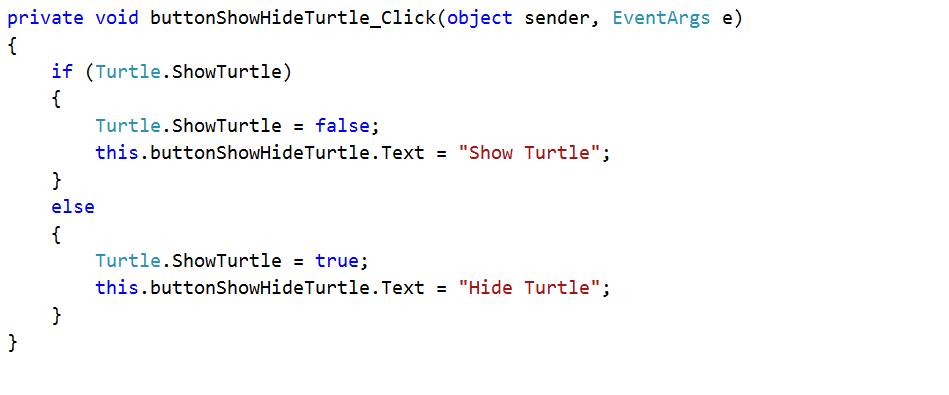 private void buttonShowHideTurtle_Click(object sender, EventArgs e)
{
    if (Turtle.ShowTurtle)
    {
        Turtle.ShowTurtle = false;
        this.buttonShowHideTurtle.Text = "Show Turtle";
    }
    else
    {
        Turtle.ShowTurtle = true;
        this.buttonShowHideTurtle.Text = "Hide Turtle";
    }
}